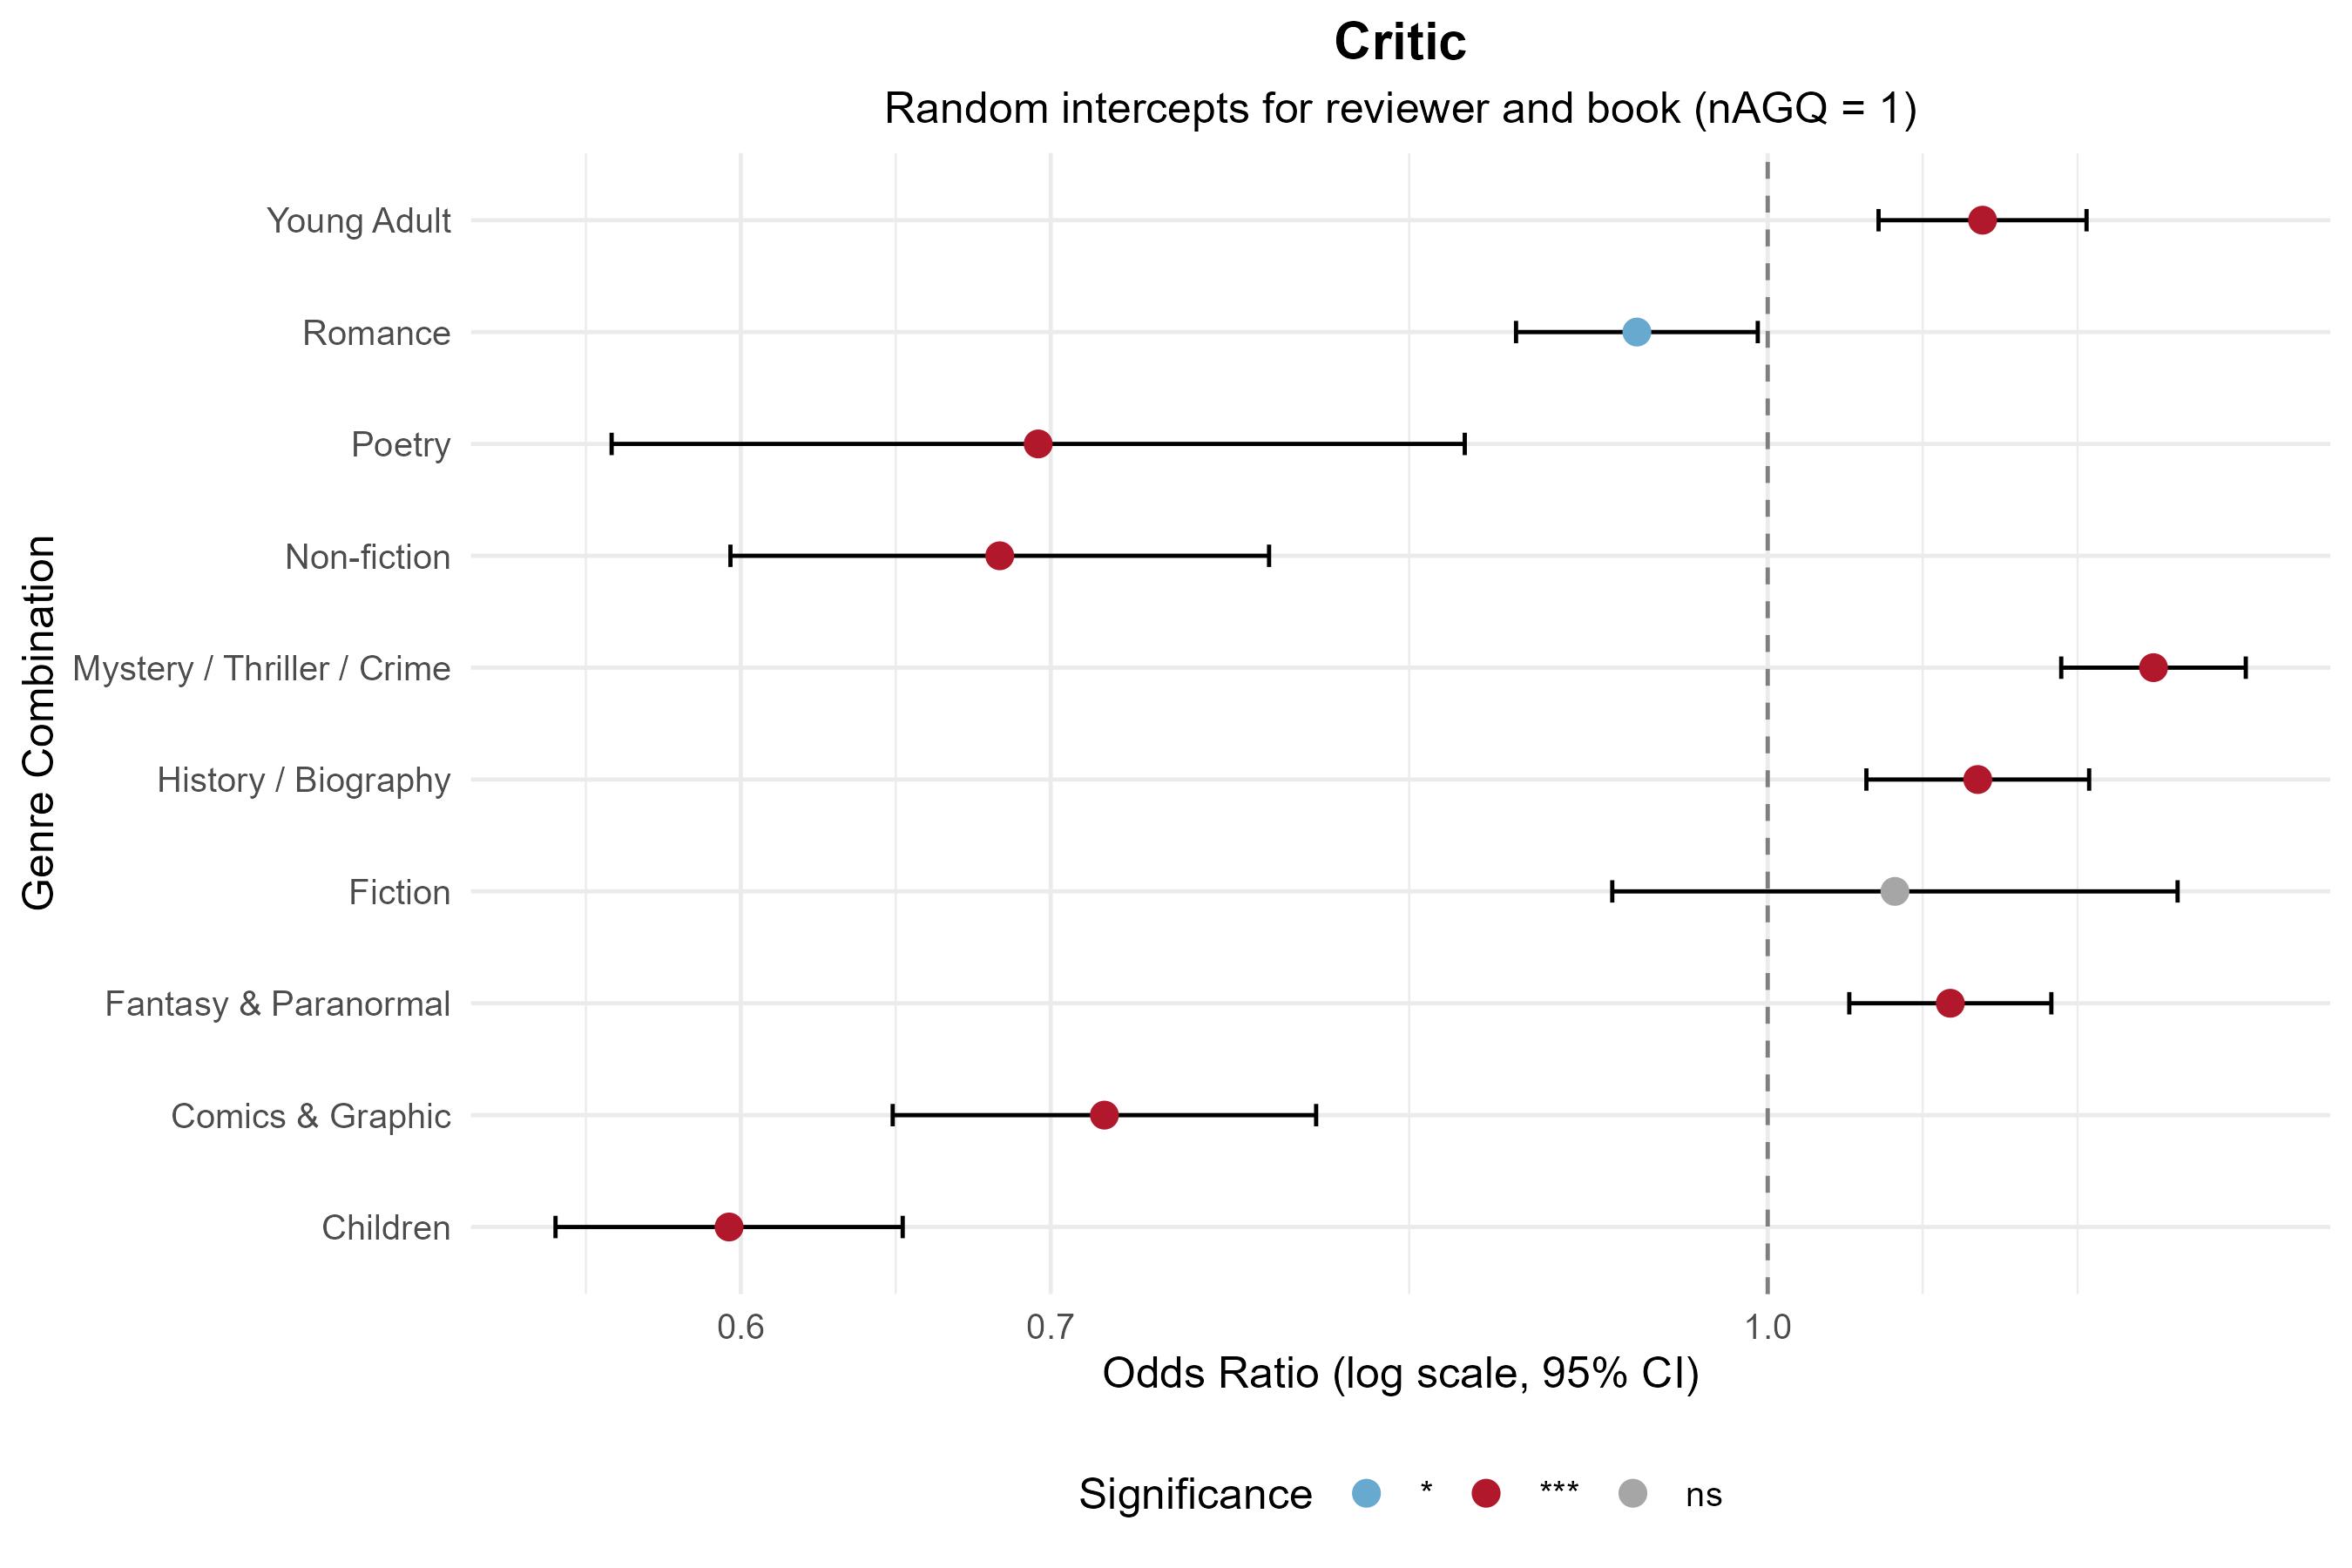 Critic
Random intercepts for reviewer and book (nAGQ = 1)
Genre Combination
Young Adult
Romance
Poetry
Non-fiction
Mystery / Thriller / Crime
History / Biography
Fiction
Fantasy & Paranormal
Comics & Graphic
Children
0.6 0.7 1.0
Odds Ratio (log scale, 95% CI)
Significance * *** ns